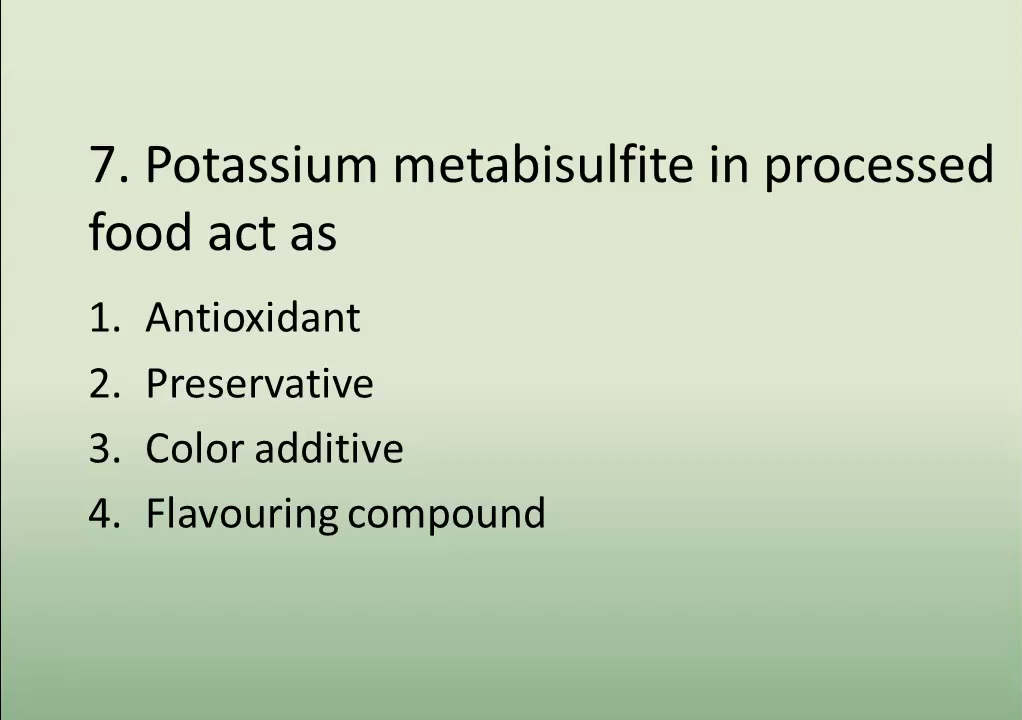 7. Potassium metabisulfite in processed
food act as
1. Antioxidant
2. Preservative
3. Color additive
4. Flavouring compound